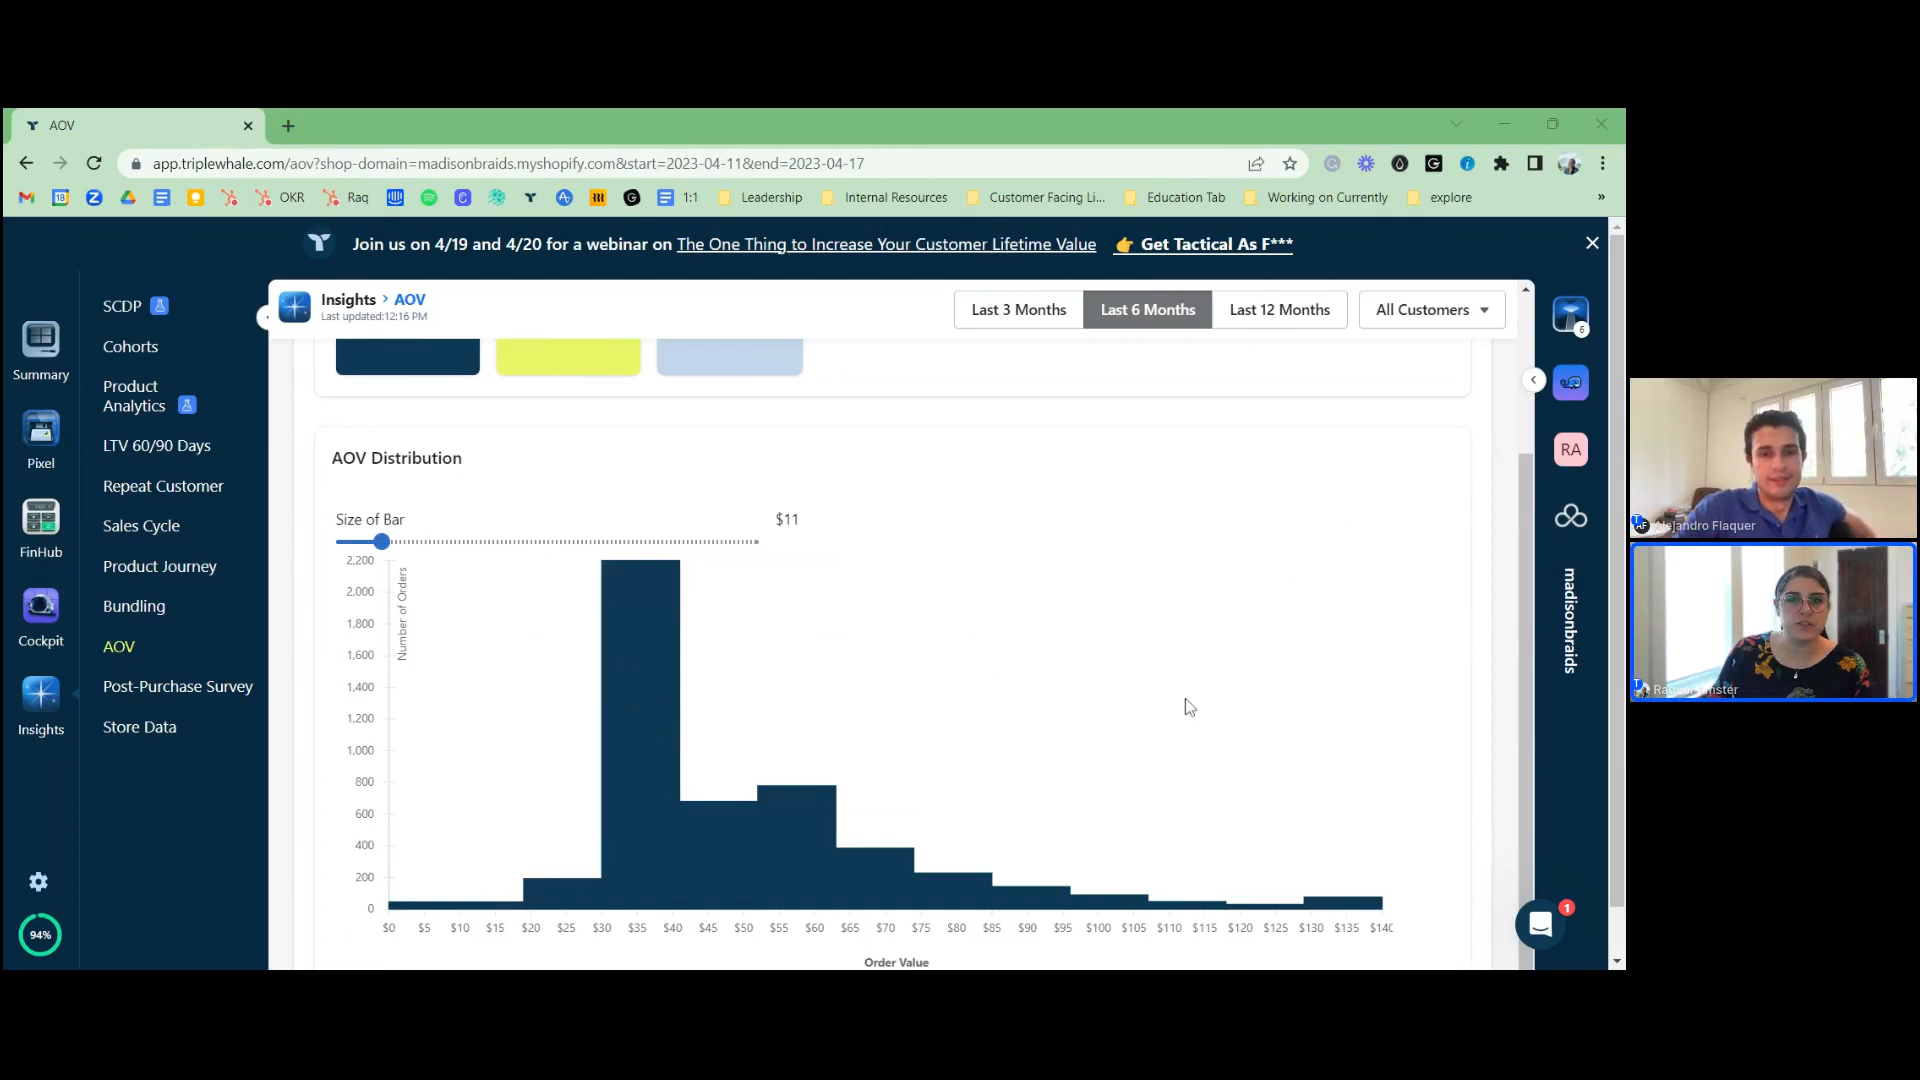 AOV
app.triplewhale.com/aov?shop-domain=madisonbraids.myshopify.com&start=2023-04-11&end=2023-04-17
OKR
Raq
1:1
Leadership
Internal Resources
Customer Facing Li...
Education Tab
Working on Currently
explore
»
Join us on 4/19 and 4/20 for a webinar on The One Thing to Increase Your Customer Lifetime Value 👉 Get Tactical As F***
Summary
Pixel
FinHub
Cockpit
Insights
94%
SCDP
Cohorts
Product
Analytics
LTV 60/90 Days
Repeat Customer
Sales Cycle
Product Journey
Bundling
AOV
Post-Purchase Survey
Store Data
Insights > AOV
Last updated:12:16 PM
Last 3 Months
Last 6 Months
Last 12 Months
All Customers
AOV Distribution
Size of Bar
$11
Number of Orders
2,200
2,000
1,800
1,600
1,400
1,200
1,000
800
600
400
200
0
$0 $5 $10 $15 $20 $25 $30 $35 $40 $45 $50 $55 $60 $65 $70 $75 $80 $85 $90 $95 $100 $105 $110 $115 $120 $125 $130 $135 $140
Order Value
6
RA
madisonbraids
1
AF
Alejandro Flaquer